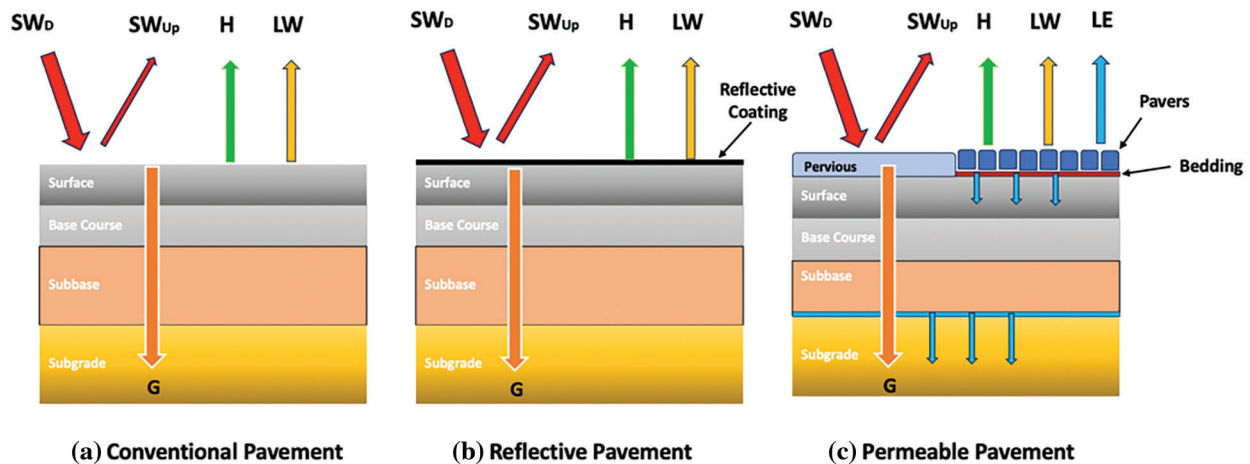 SWD SWUp H LW
Surface
Base Course
Subbase
Subgrade
G
(a) Conventional Pavement
SWD SWUp H LW
Reflective
Coating
Surface
Base Course
Subbase
Subgrade
G
(b) Reflective Pavement
SWD SWUp H LW LE
Pavers
Pervious
Bedding
Surface
Base Course
Subbase
Subgrade
G
(c) Permeable Pavement